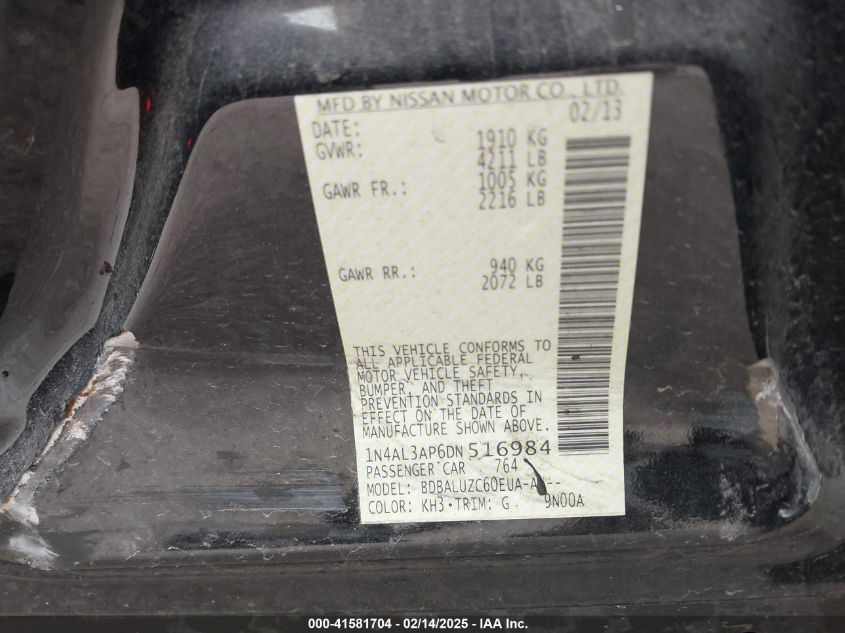 MFD BY NISSAN MOTOR CO., LTD.
DATE: 02/13
GVWR: 1910 KG
4211 LB
GAWR FR.: 1005 KG
2216 LB
GAWR RR.: 940 KG
2072 LB
THIS VEHICLE CONFORMS TO
ALL APPLICABLE FEDERAL
MOTOR VEHICLE SAFETY,
BUMPER, AND THEFT
PREVENTION STANDARDS IN
EFFECT ON THE DATE OF
MANUFACTURE SHOWN ABOVE.
1N4AL3AP6DN516984
PASSENGER CAR 764
MODEL: BDBALUZC60EUA-A
COLOR: KH3·TRIM: G 9N00A
000-41581704 - 02/14/2025 - IAA Inc.